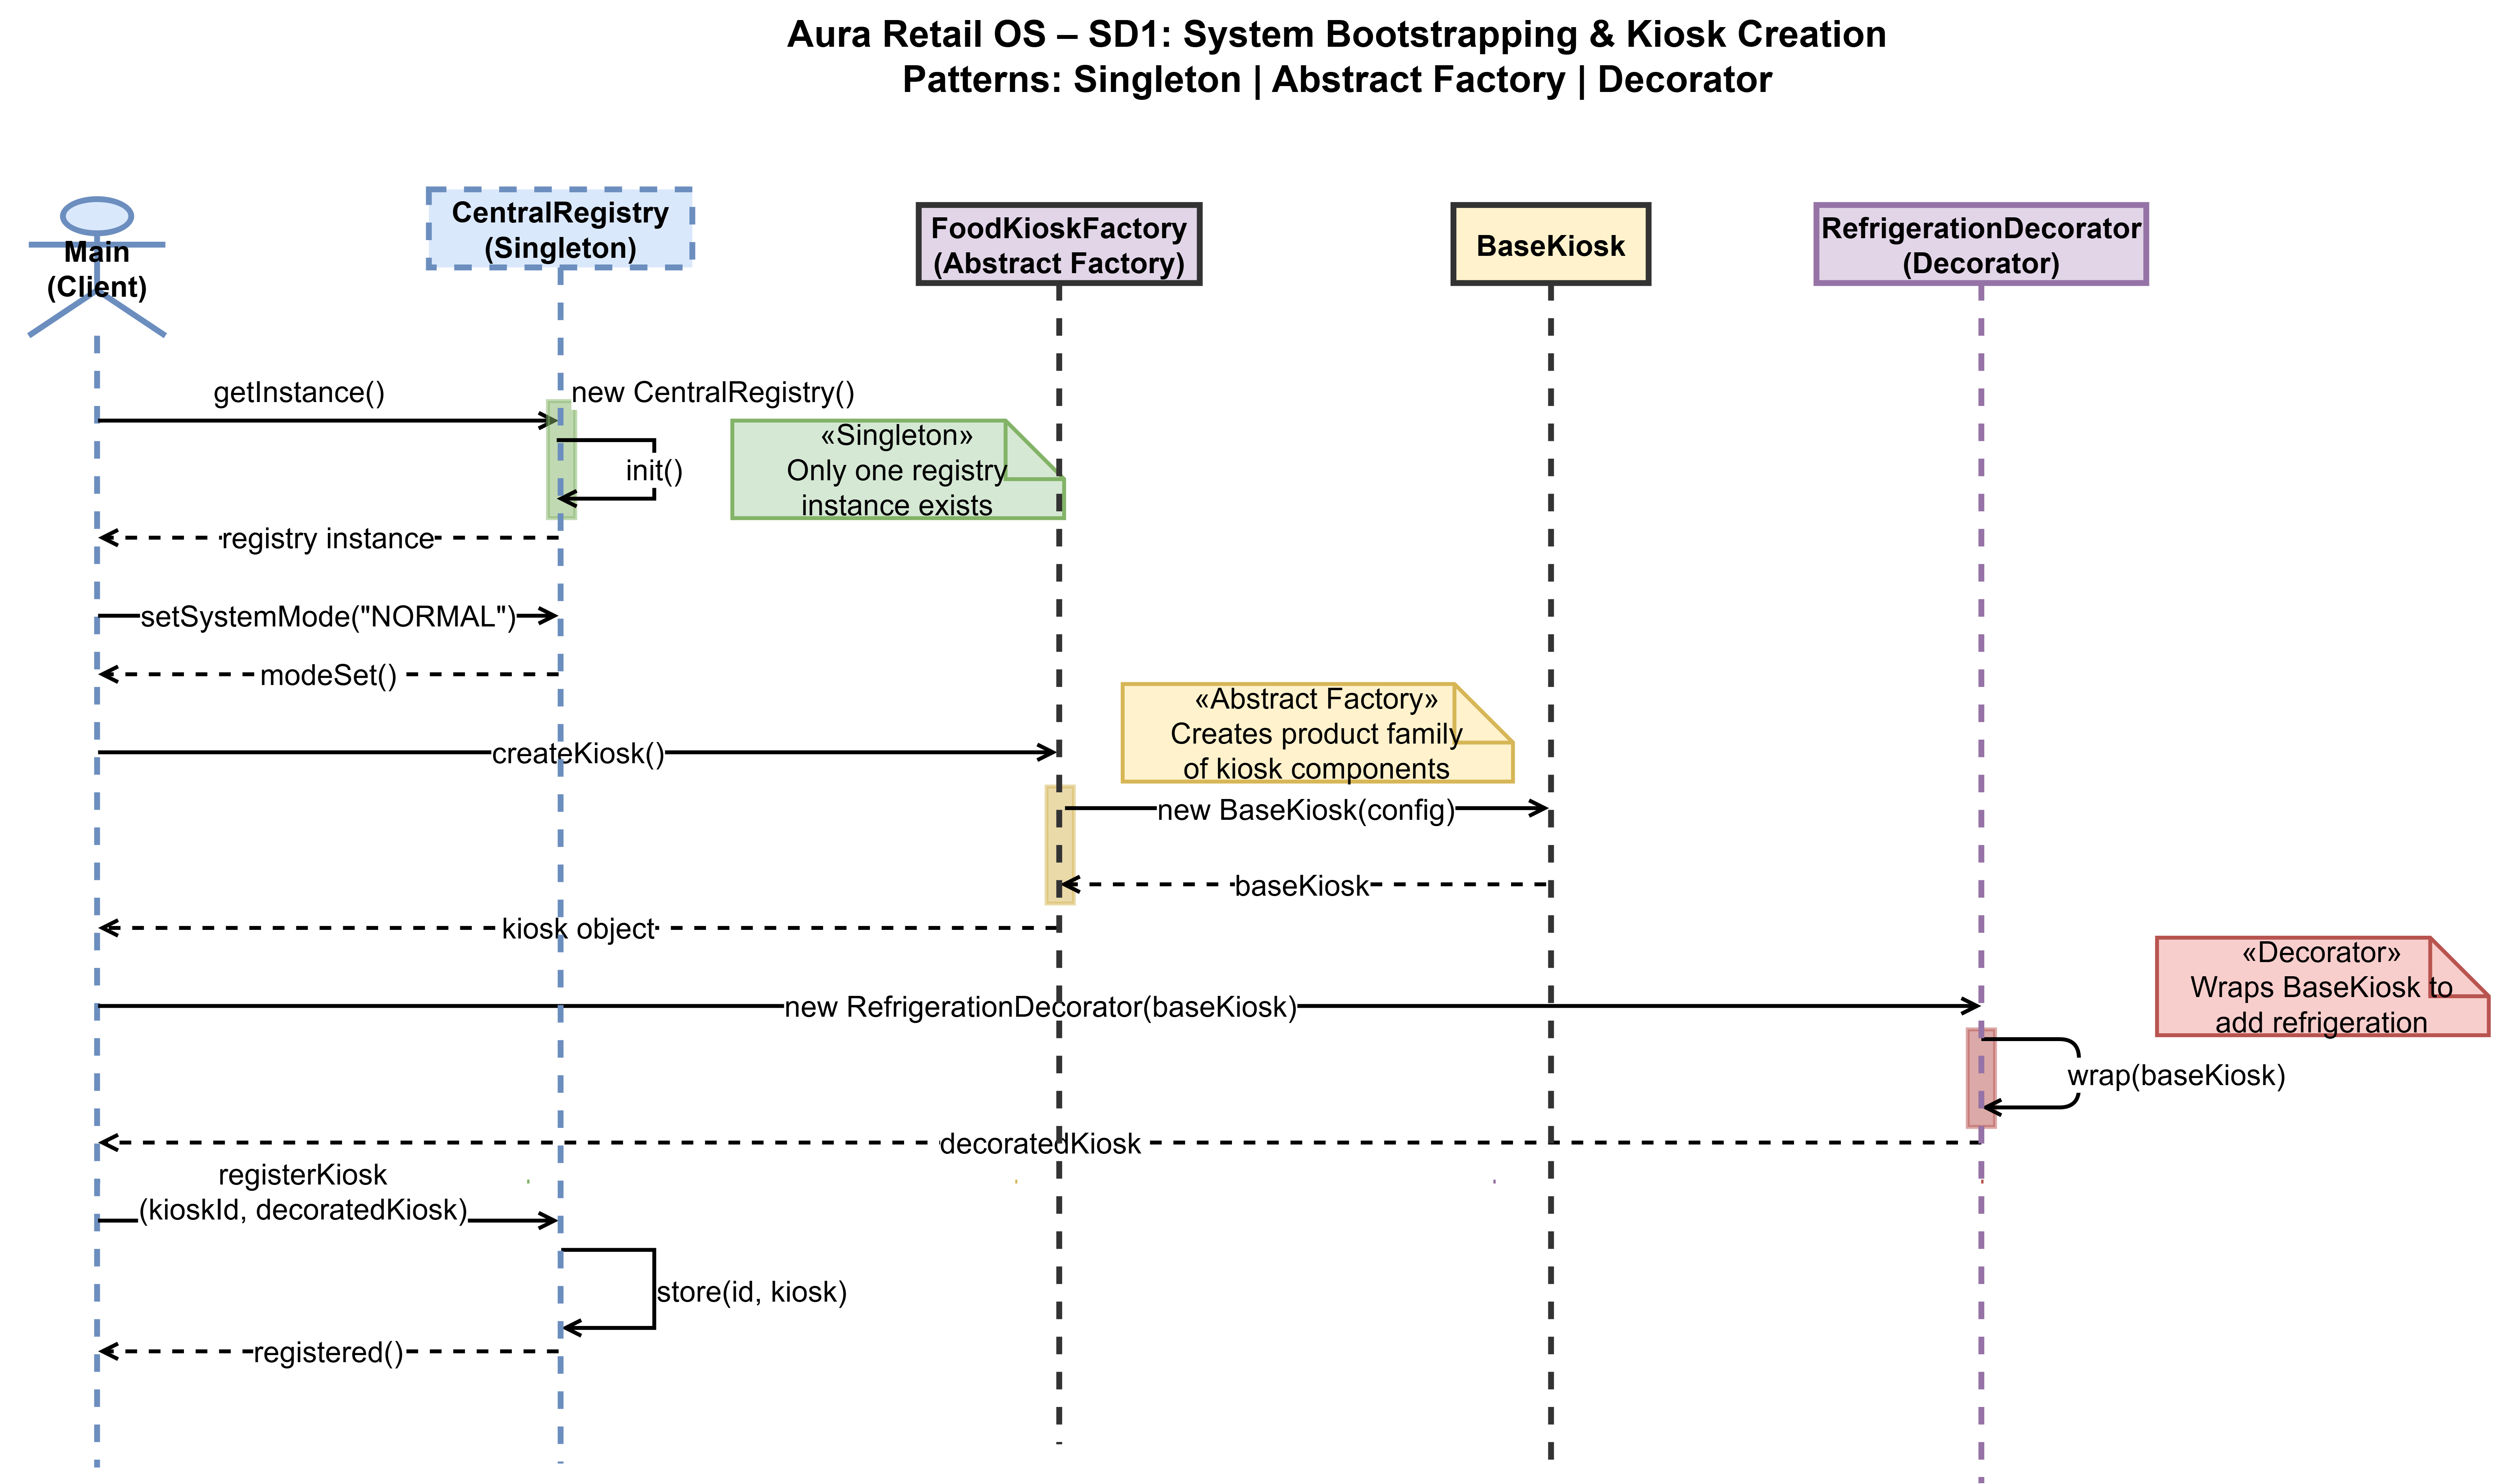 Aura Retail OS – SD1: System Bootstrapping & Kiosk Creation
Patterns: Singleton | Abstract Factory | Decorator
Main
(Client)
CentralRegistry
(Singleton)
FoodKioskFactory
(Abstract Factory)
BaseKiosk
RefrigerationDecorator
(Decorator)
getInstance()
new CentralRegistry()
«Singleton»
Only one registry
instance exists
init()
registry instance
setSystemMode("NORMAL")
modeSet()
«Abstract Factory»
Creates product family
of kiosk components
createKiosk()
new BaseKiosk(config)
baseKiosk
kiosk object
«Decorator»
Wraps BaseKiosk to
add refrigeration
new RefrigerationDecorator(baseKiosk)
wrap(baseKiosk)
decoratedKiosk
registerKiosk
(kioskId, decoratedKiosk)
store(id, kiosk)
registered()